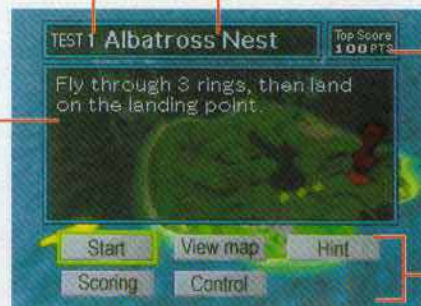 TEST 1 Albatross Nest
Top Score
100 PTS
Fly through 3 rings, then land
on the landing point.
Start View map Hint
Scoring Control